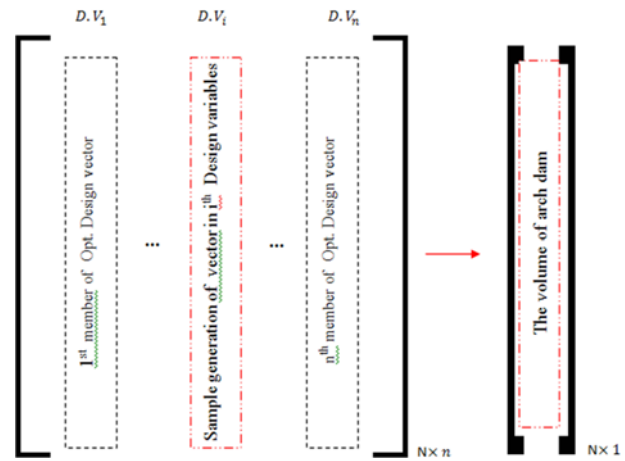 D.V1 D.Vi D.Vn
1st member of Opt. Design vector
...
Sample generation of vector in ith Design variables
...
nth member of Opt. Design vector
The volume of arch dam
N× n
N× 1